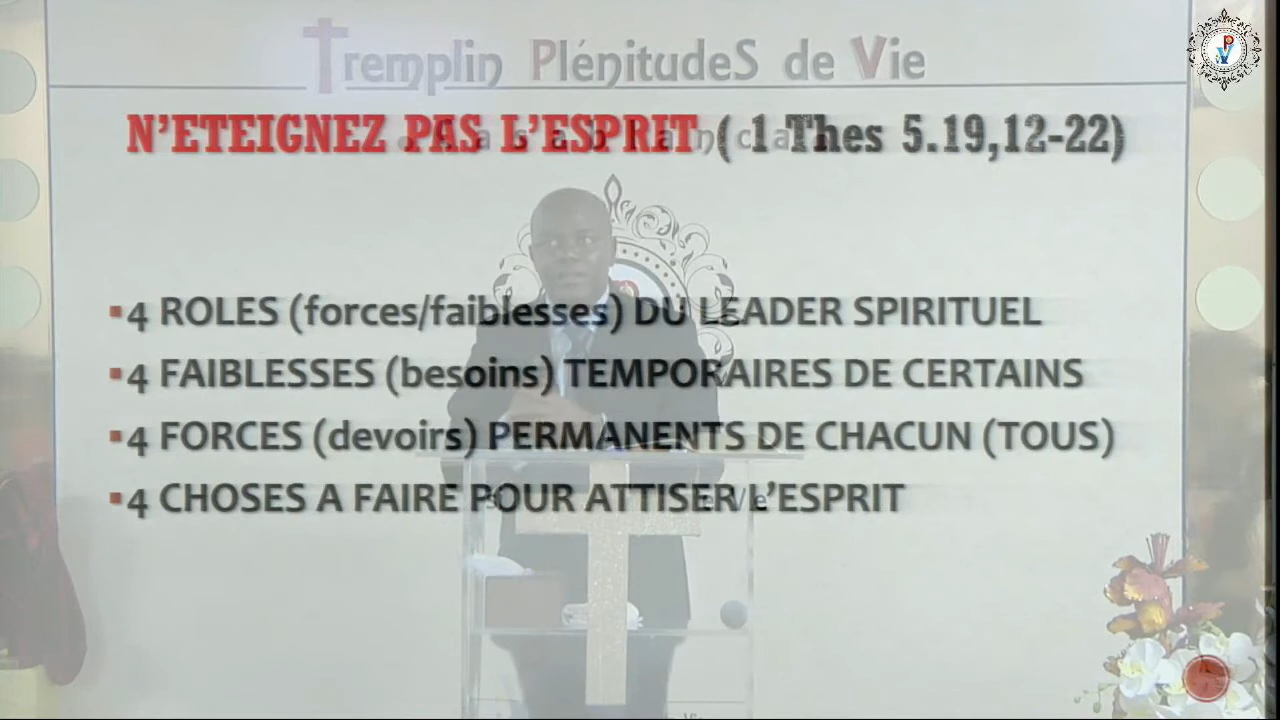 Tremplin PlénitudeS de Vie
N'ETEIGNEZ PAS L'ESPRIT ( 1 Thes 5.19,12-22)
▪4 ROLES (forces/faiblesses) DU LEADER SPIRITUEL
▪4 FAIBLESSES (besoins) TEMPORAIRES DE CERTAINS
▪4 FORCES (devoirs) PERMANENTS DE CHACUN (TOUS)
▪4 CHOSES A FAIRE POUR ATTISER L'ESPRIT